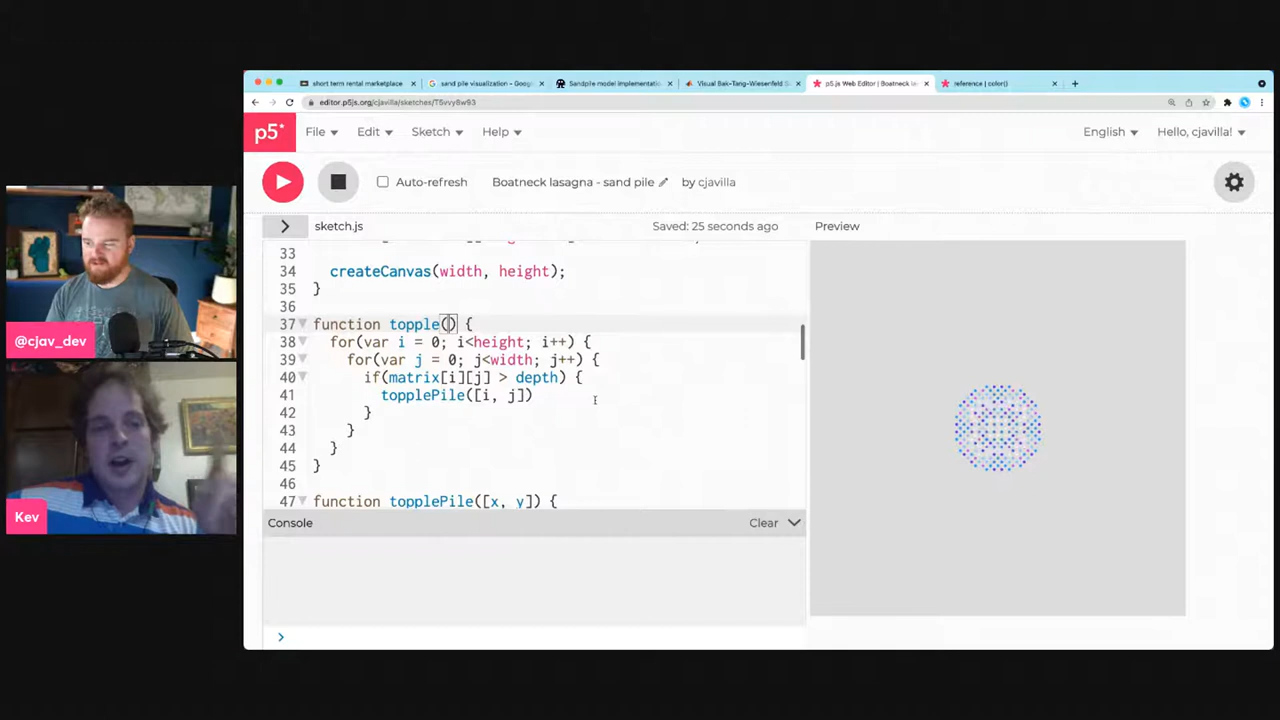 short term rental marketplace
sand pile visualization - Goog
Sandpile model implementatio
Visual Bak-Tang-Wiesenfeld S
p5.js Web Editor | Boatneck la
reference | color()
editor.p5js.org/cjavilla/sketches/T5vvy8w93
p5* File Edit Sketch Help English Hello, cjavilla!
Auto-refresh Boatneck lasagna - sand pile by cjavilla
sketch.js Saved: 25 seconds ago Preview
33
34 createCanvas(width, height);
35 }
36
37 function topple() {
38 for(var i = 0; i<height; i++) {
39 for(var j = 0; j<width; j++) {
40 if(matrix[i][j] > depth) {
41 topplePile([i, j])
42 }
43 }
44 }
45 }
46
47 function topplePile([x, y]) {
Console Clear
>
@cjav_dev
Kev